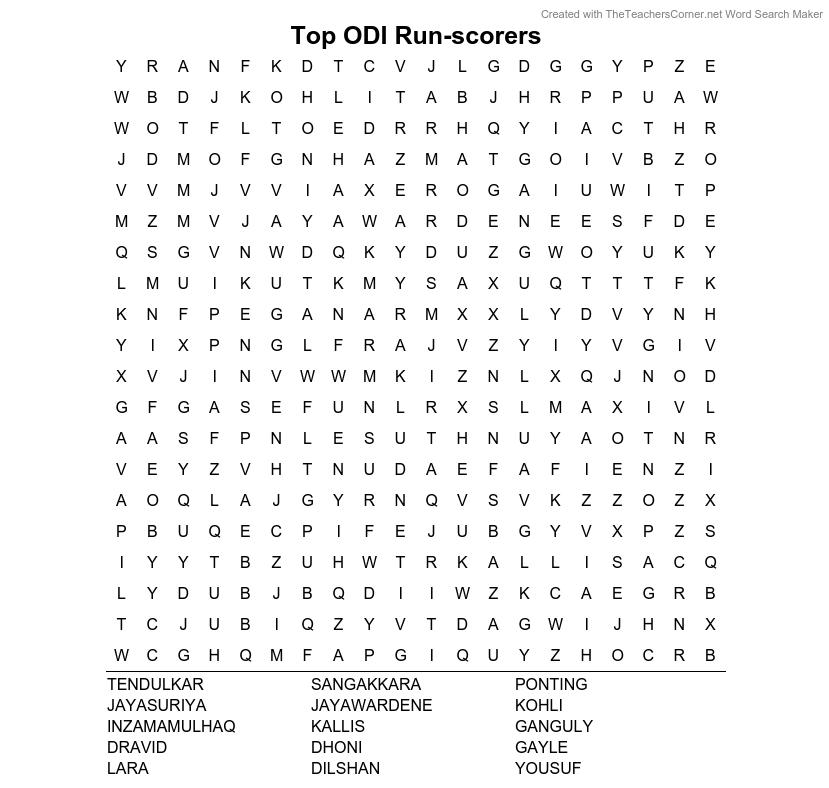 Created with TheTeachersCorner.net Word Search Maker
Top ODI Run-scorers
Y R A N F K D T C V J L G D G G Y P Z E
W B D J K O H L I T A B J H R P P U A W
W O T F L T O E D R R H Q Y I A C T H R
J D M O F G N H A Z M A T G O I V B Z O
V V M J V V I A X E R O G A I U W I T P
M Z M V J A Y A W A R D E N E E S F D E
Q S G V N W D Q K Y D U Z G W O Y U K Y
L M U I K U T K M Y S A X U Q T T T F K
K N F P E G A N A R M X X L Y D V Y N H
Y I X P N G L F R A J V Z Y I Y V G I V
X V J I N V W W M K I Z N L X Q J N O D
G F G A S E F U N L R X S L M A X I V L
A A S F P N L E S U T H N U Y A O T N R
V E Y Z V H T N U D A E F A F I E N Z I
A O Q L A J G Y R N Q V S V K Z Z O Z X
P B U Q E C P I F E J U B G Y V X P Z S
I Y Y T B Z U H W T R K A L L I S A C Q
L Y D U B J B Q D I I W Z K C A E G R B
T C J U B I Q Z Y V T D A G W I J H N X
W C G H Q M F A P G I Q U Y Z H O C R B
TENDULKAR SANGAKKARA PONTING
JAYASURIYA JAYAWARDENE KOHLI
INZAMAMULHAQ KALLIS GANGULY
DRAVID DHONI GAYLE
LARA DILSHAN YOUSUF